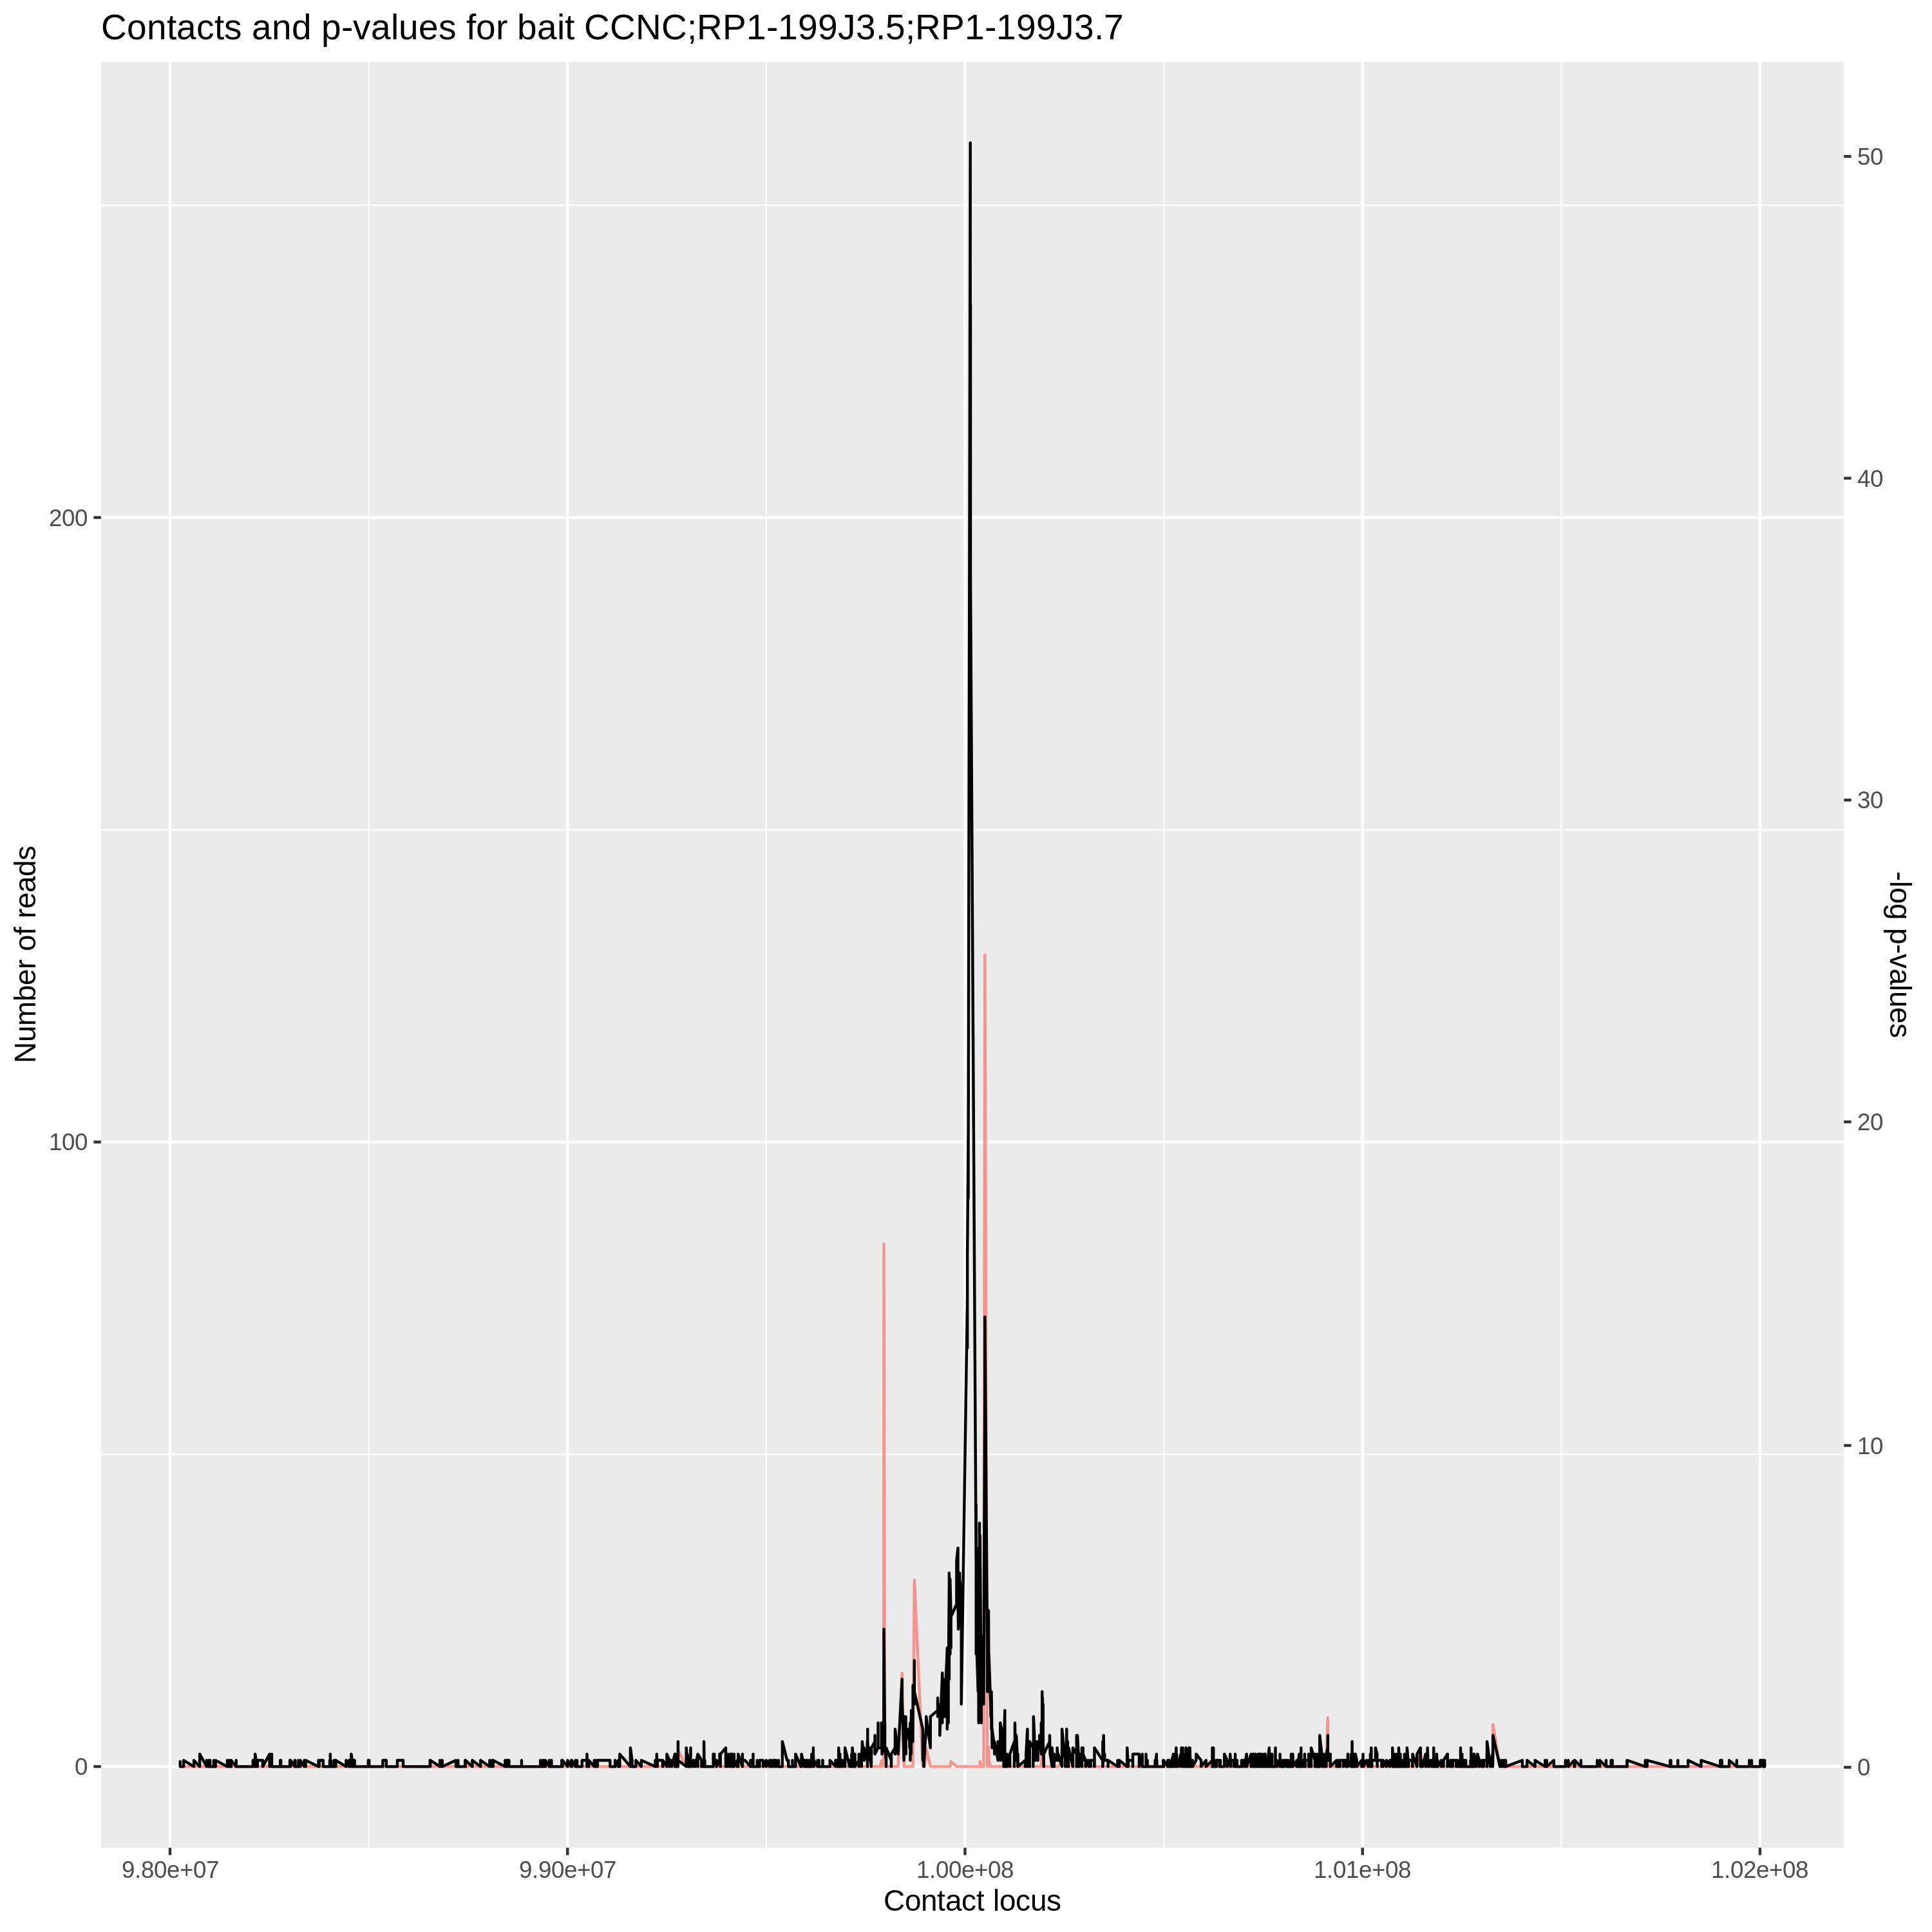 Contacts and p-values for bait CCNC;RP1-199J3.5;RP1-199J3.7
Number of reads
200
100
0
50
40
30
20
10
0
-log p-values
9.80e+07
9.90e+07
1.00e+08
1.01e+08
1.02e+08
Contact locus